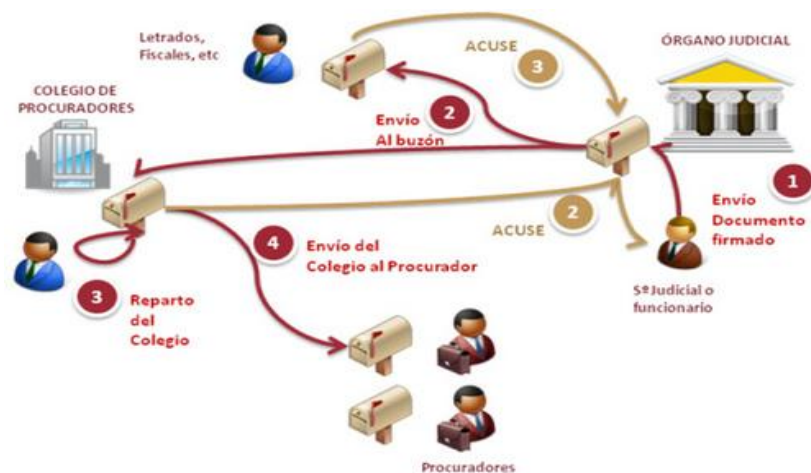 Letrados,
Fiscales, etc
ACUSE
3
ÓRGANO JUDICIAL
COLEGIO DE
PROCURADORES
Envío
Al buzón
2
1
Envío
Documento
firmado
ACUSE
2
4
Envío del
Colegio al Procurador
3
Reparto
del
Colegio
Sº Judicial o
funcionario
Procuradores